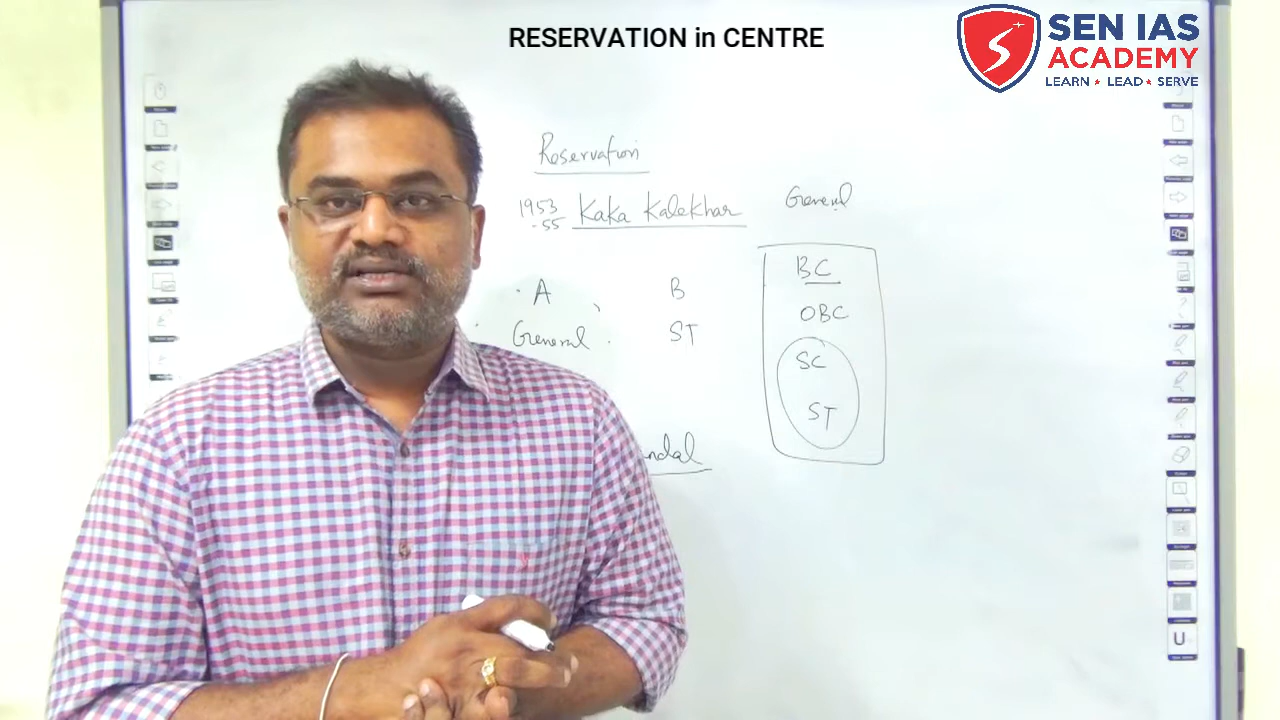 RESERVATION in CENTRE
SEN IAS
ACADEMY
LEARN ★ LEAD ★ SERVE
Reservation
1953
-55
Kaka Kalekhar
General
A
B
General
ST
BC
OBC
SC
ST
ndal
U